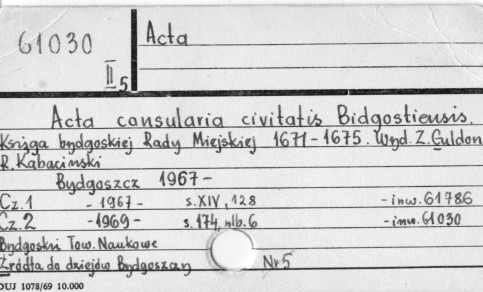 61030 Acta
II 5
Acta consularia civitatis Bidgostiensis.
Księga bydgoskiej Rady Miejskiej 1671-1675. Wyd. Z. Guldon
R. Kabaciński
Bydgoszcz 1967-
Cz.1 - 1967 - s. XIV, 128 - inw. 61786
Cz.2 -1969- s. 174, nlb. 6 - inw. 61030
Bydgoskri Tow. Naukowe
Źródła do dziejów Bydgoszczy Nr 5
DUJ 1078/69 10.000